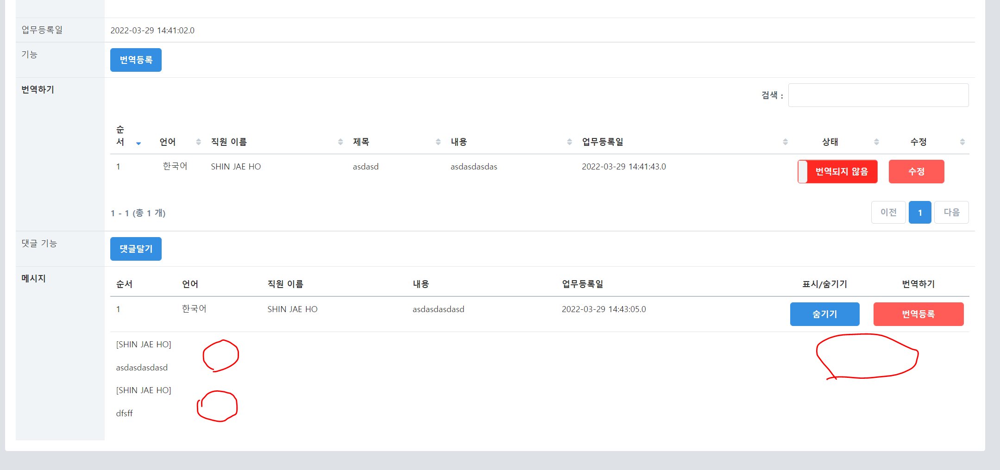 업무등록일 2022-03-29 14:41:02.0
기능 번역등록
번역하기 검색 :
순서 언어 직원 이름 제목 내용 업무등록일 상태 수정
1 한국어 SHIN JAE HO asdasd asdasdasdas 2022-03-29 14:41:43.0 번역되지 않음 수정
1 - 1 (총 1 개) 이전 1 다음
댓글 기능 댓글달기
메시지 순서 언어 직원 이름 내용 업무등록일 표시/숨기기 번역하기
1 한국어 SHIN JAE HO asdasdasdasd 2022-03-29 14:43:05.0 숨기기 번역등록
[SHIN JAE HO]
asdasdasdasd
[SHIN JAE HO]
dfsff